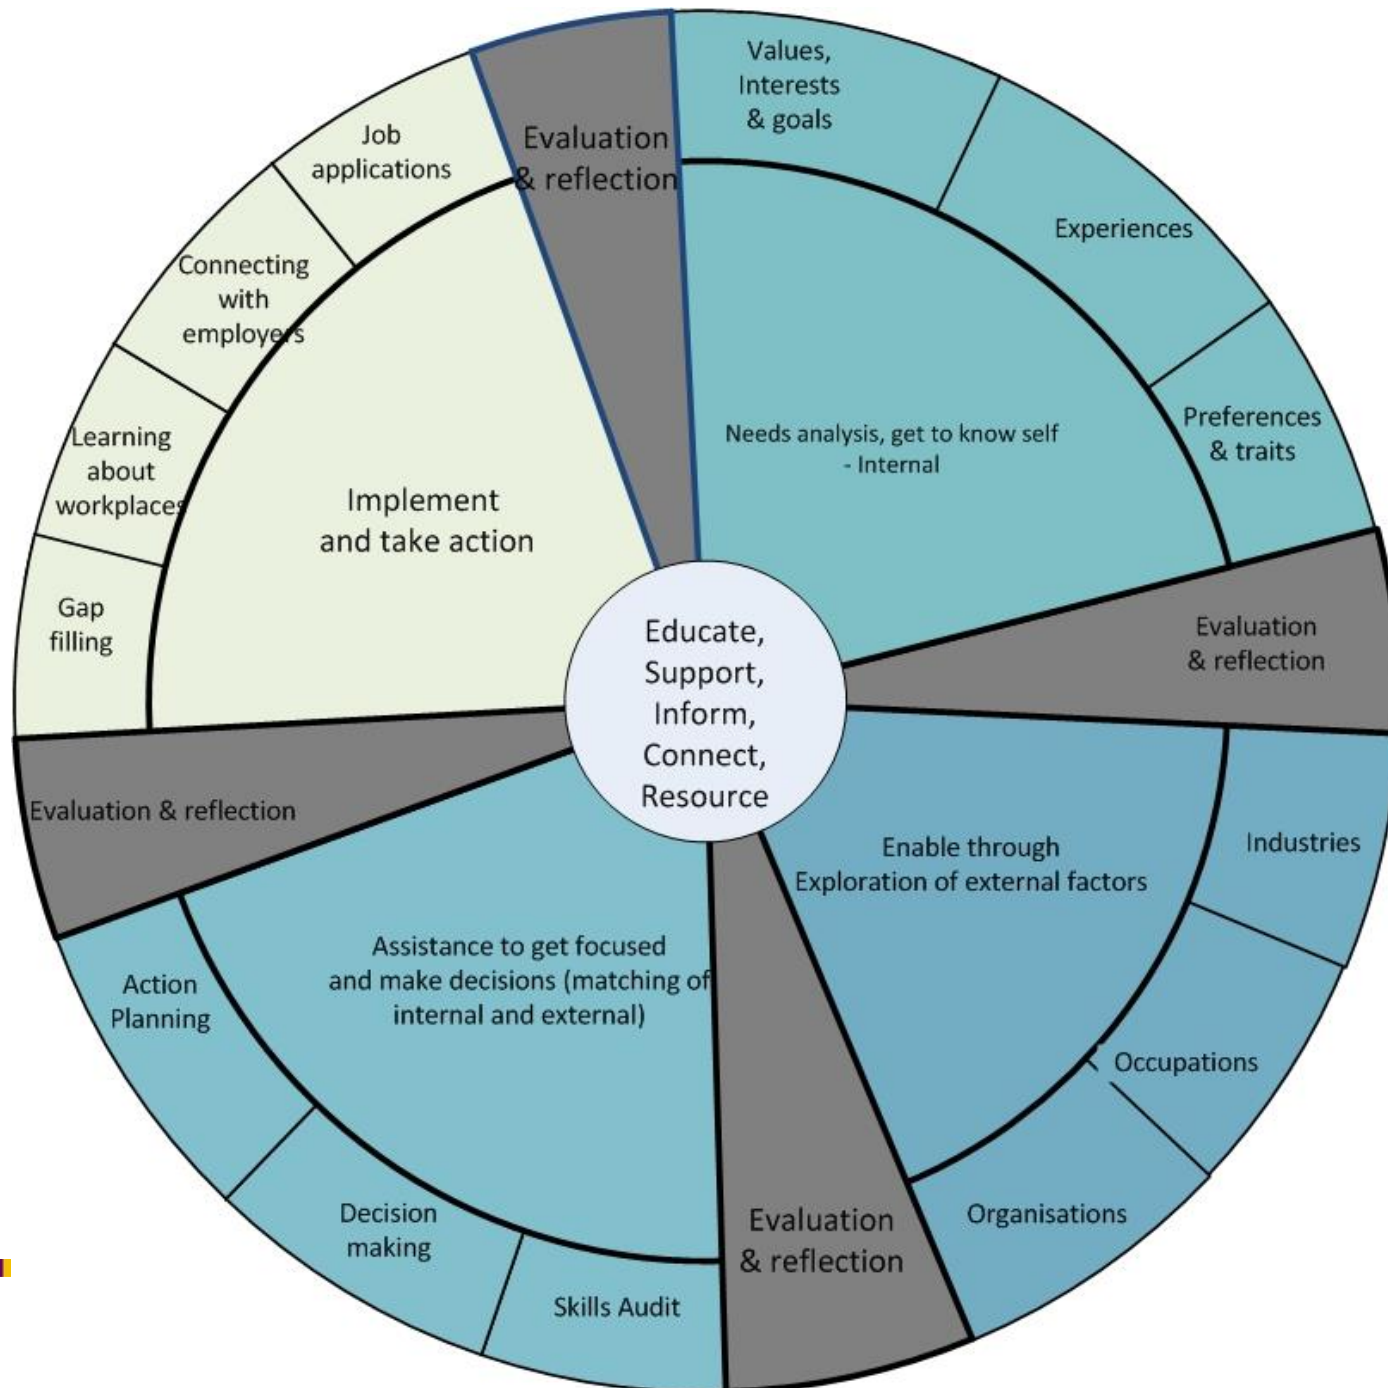 Values,
Interests
& goals
Experiences
Preferences
& traits
Needs analysis, get to know self
- Internal
Evaluation
& reflection
Industries
Occupations
Organisations
Enable through
Exploration of external factors
Evaluation
& reflection
Skills Audit
Decision
making
Action
Planning
Assistance to get focused
and make decisions (matching of
internal and external)
Evaluation & reflection
Gap
filling
Learning
about
workplaces
Connecting
with
employers
Job
applications
Implement
and take action
Evaluation
& reflection
Educate,
Support,
Inform,
Connect,
Resource